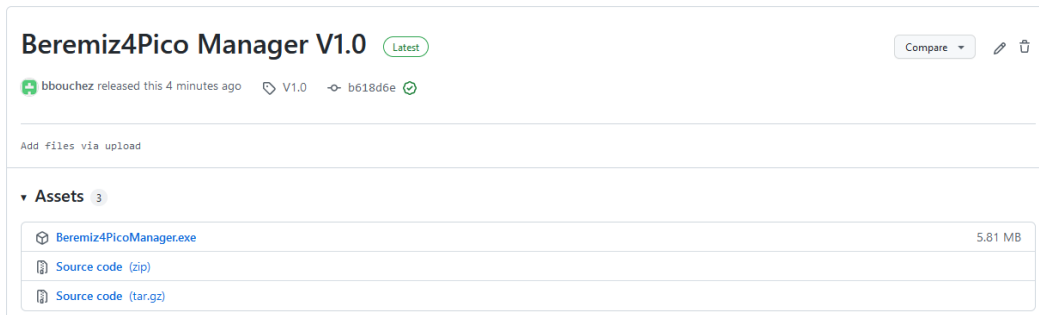 Beremiz4Pico Manager V1.0 Latest Compare
bbouchez released this 4 minutes ago V1.0 b618d6e
Add files via upload
Assets 3
Beremiz4PicoManager.exe 5.81 MB
Source code (zip)
Source code (tar.gz)